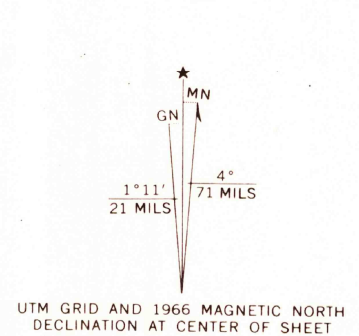 MN
GN
4°
71 MILS
1°11'
21 MILS
UTM GRID AND 1966 MAGNETIC NORTH
DECLINATION AT CENTER OF SHEET